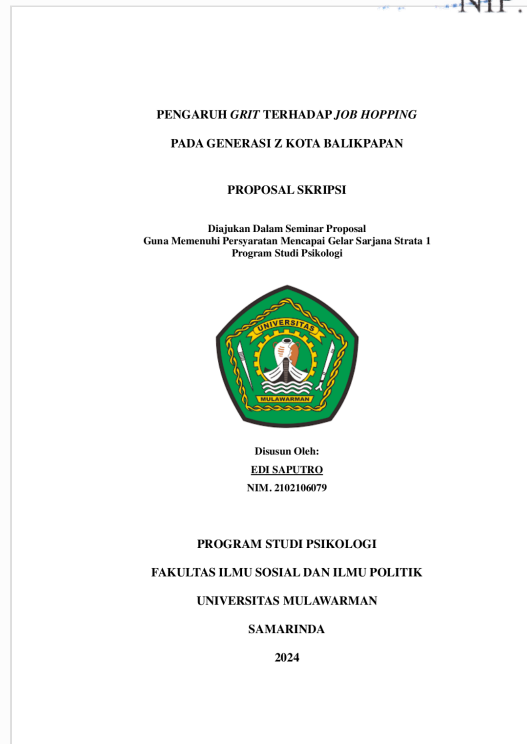 NIP.
PENGARUH GRIT TERHADAP JOB HOPPING
PADA GENERASI Z KOTA BALIKPAPAN
PROPOSAL SKRIPSI
Diajukan Dalam Seminar Proposal
Guna Memenuhi Persyaratan Mencapai Gelar Sarjana Strata 1
Program Studi Psikologi
UNIVERSITAS
MULAWARMAN
Disusun Oleh:
EDI SAPUTRO
NIM. 2102106079
PROGRAM STUDI PSIKOLOGI
FAKULTAS ILMU SOSIAL DAN ILMU POLITIK
UNIVERSITAS MULAWARMAN
SAMARINDA
2024